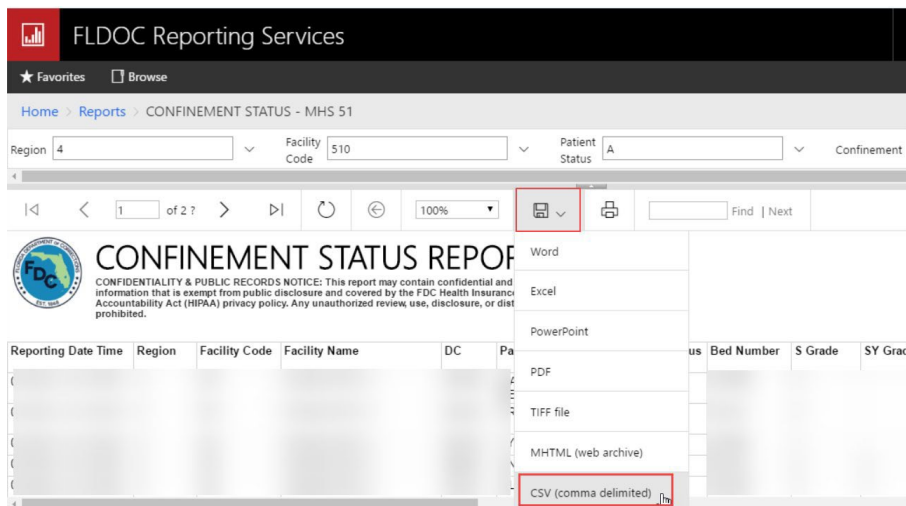 FLDOC Reporting Services
Favorites Browse
Home > Reports > CONFINEMENT STATUS - MHS 51
Region 4 Facility Code 510 Patient Status A Confinement
1 of 2 ? 100% Find | Next
CONFINEMENT STATUS REPOR
CONFIDENTIALITY & PUBLIC RECORDS NOTICE: This report may contain confidential and
information that is exempt from public disclosure and covered by the FDC Health Insuranc
Accountability Act (HIPAA) privacy policy. Any unauthorized review, use, disclosure, or dist
prohibited.
FDC
Word
Excel
PowerPoint
PDF
TIFF file
MHTML (web archive)
CSV (comma delimited)
Reporting Date Time Region Facility Code Facility Name DC Pa us Bed Number S Grade SY Grad